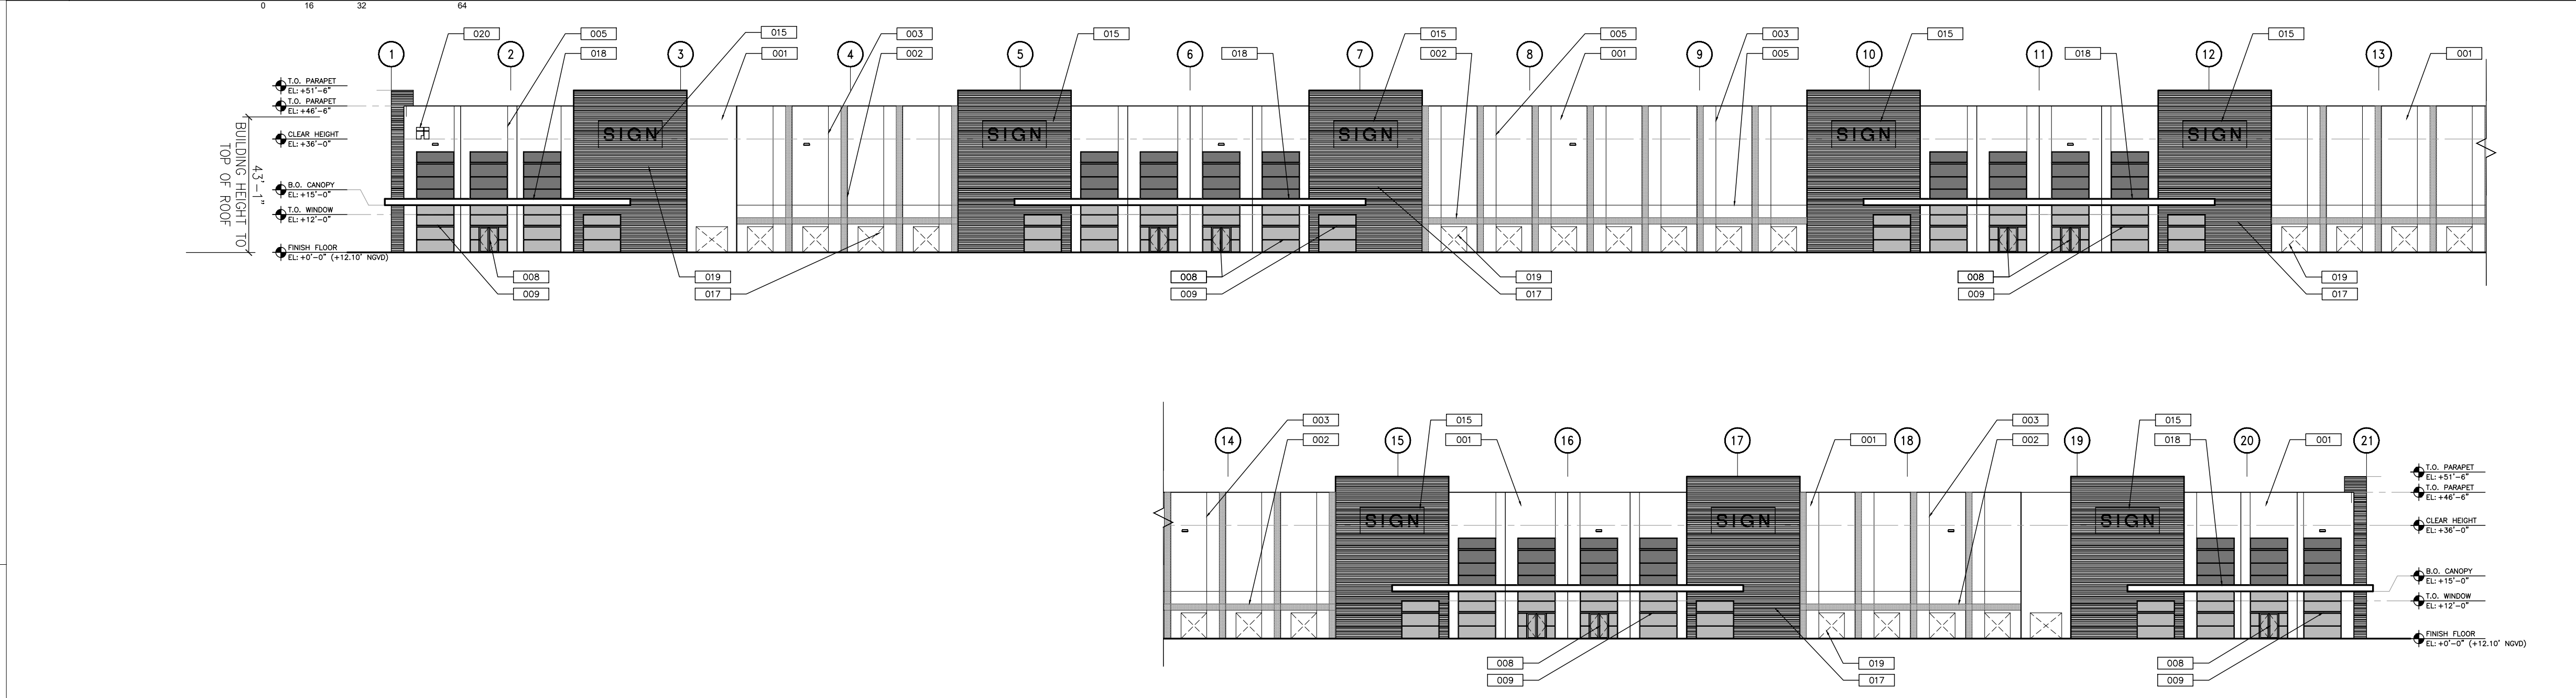 0 16 32 64
020 005 015 003 015 015 005 003 015 015
018 001 002 018 002 001 005 018 001
1 2 3 4 5 6 7 8 9 10 11 12 13
T.O. PARAPET
EL: +51'-6"
T.O. PARAPET
EL: +46'-6"
CLEAR HEIGHT
EL: +36'-0"
B.O. CANOPY
EL: +15'-0"
T.O. WINDOW
EL: +12'-0"
FINISH FLOOR
EL: +0'-0" (+12.10' NGVD)
43'-1"
BUILDING HEIGHT TO
TOP OF ROOF
SIGN SIGN SIGN SIGN SIGN
008 019 008 019 008 019
009 017 009 017 009 017
003 015 003 015
002 001 001 002 018 001
14 15 16 17 18 19 20 21
SIGN SIGN SIGN
T.O. PARAPET
EL: +51'-6"
T.O. PARAPET
EL: +46'-6"
CLEAR HEIGHT
EL: +36'-0"
B.O. CANOPY
EL: +15'-0"
T.O. WINDOW
EL: +12'-0"
FINISH FLOOR
EL: +0'-0" (+12.10' NGVD)
008 019 008
009 017 009